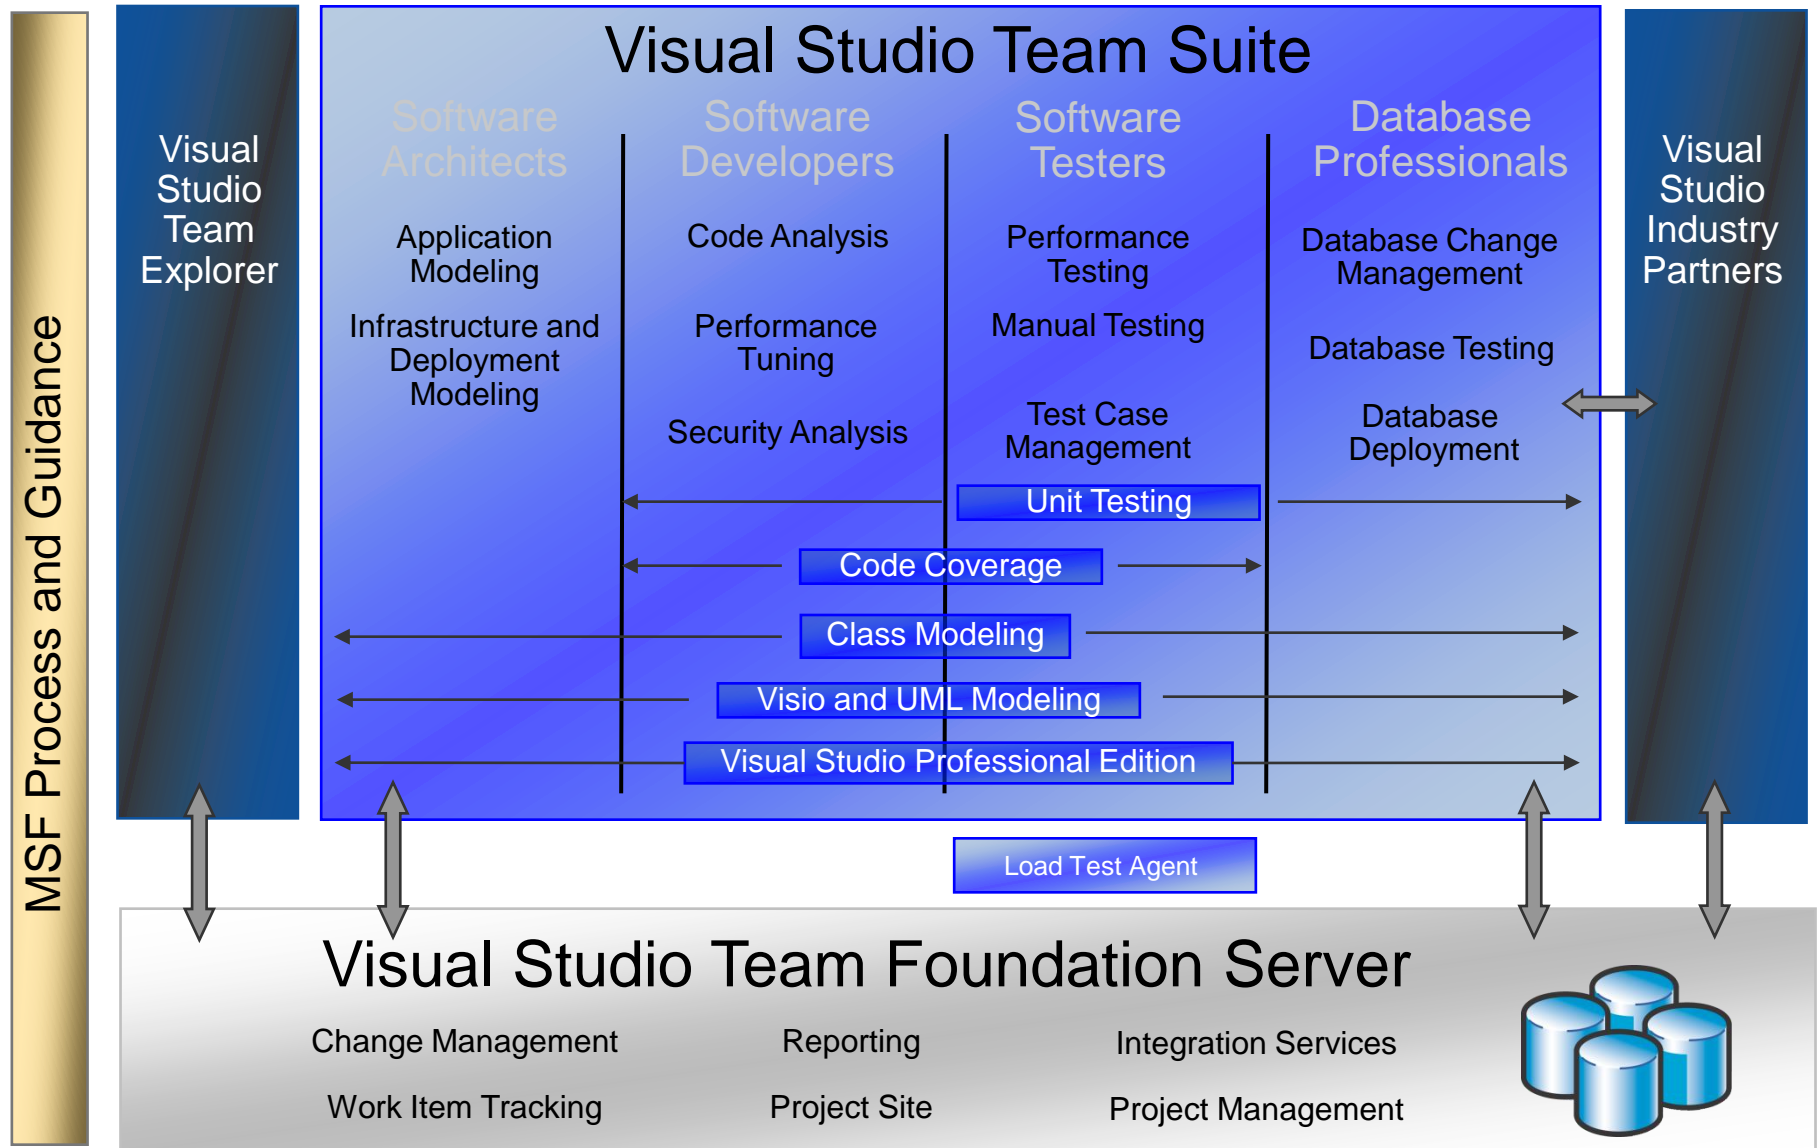 MSF Process and Guidance
Visual
Studio
Team
Explorer
Visual Studio Team Suite
Software
Architects
Application
Modeling
Infrastructure and
Deployment
Modeling
Software
Developers
Code Analysis
Performance
Tuning
Security Analysis
Software
Testers
Performance
Testing
Manual Testing
Test Case
Management
Database
Professionals
Database Change
Management
Database Testing
Database
Deployment
Unit Testing
Code Coverage
Class Modeling
Visio and UML Modeling
Visual Studio Professional Edition
Visual
Studio
Industry
Partners
Load Test Agent
Visual Studio Team Foundation Server
Change Management
Reporting
Integration Services
Work Item Tracking
Project Site
Project Management